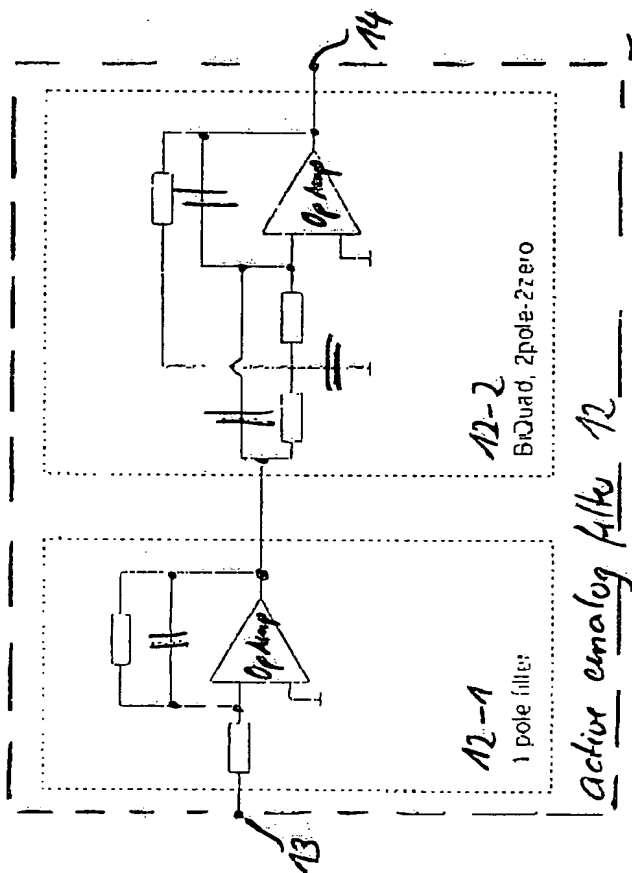 14
Op Amp
12-2
BiQuad, 2pole-2zero
Op Amp
12-1
1 pole filter
13
active analog filter 12